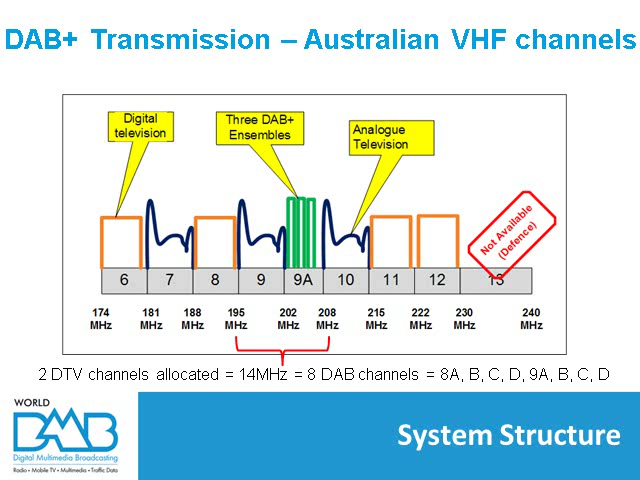 DAB+ Transmission – Australian VHF channels
Digital
television
Three DAB+
Ensembles
Analogue
Television
Not Available
(Defence)
6 7 8 9 9A 10 11 12 13
174 181 188 195 202 208 215 222 230 240
MHz MHz MHz MHz MHz MHz MHz MHz MHz MHz
2 DTV channels allocated = 14MHz = 8 DAB channels = 8A, B, C, D, 9A, B, C, D
WORLD
DMB
Digital Multimedia Broadcasting
Radio • Mobile TV • Multimedia • Traffic Data
System Structure